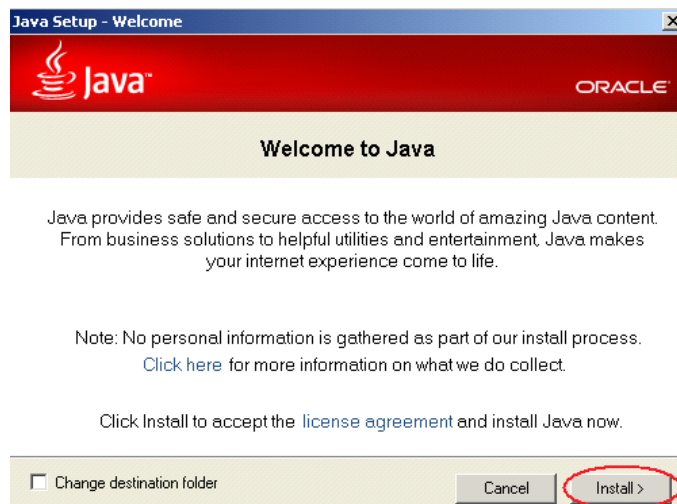 Java Setup - Welcome
Java™
ORACLE
Welcome to Java
Java provides safe and secure access to the world of amazing Java content.
From business solutions to helpful utilities and entertainment, Java makes
your internet experience come to life.
Note: No personal information is gathered as part of our install process.
Click here for more information on what we do collect.
Click Install to accept the license agreement and install Java now.
Change destination folder
Cancel
Install >